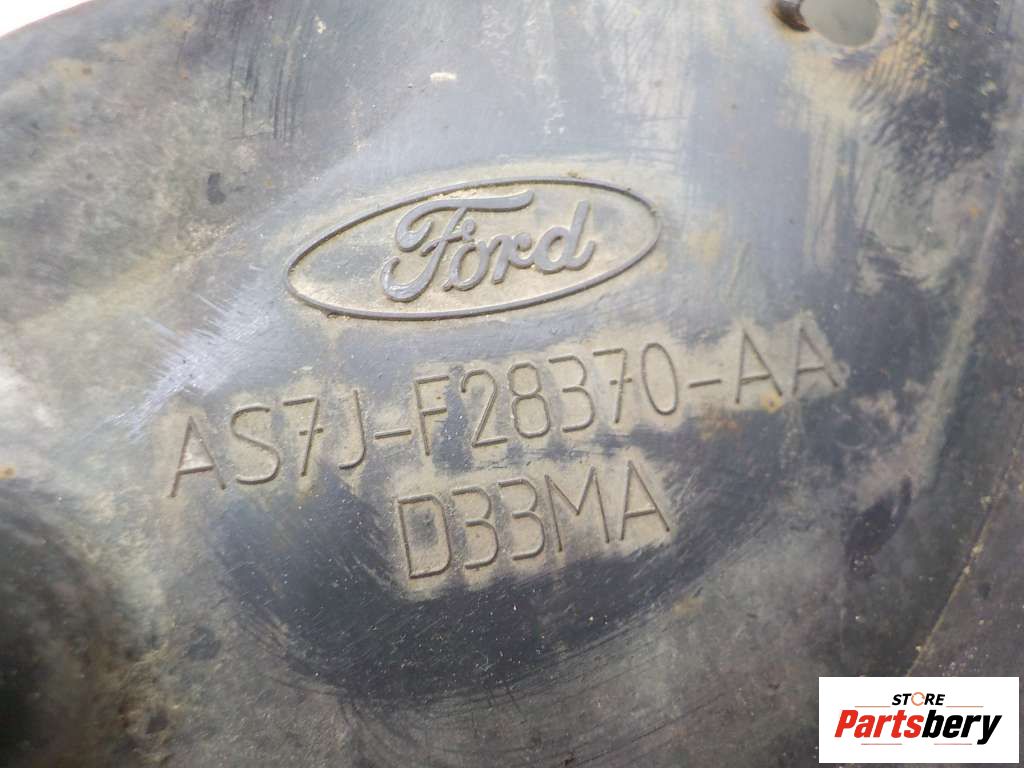 Ford
AS7J-F28370-AA
D33MA
STORE
Partsbery